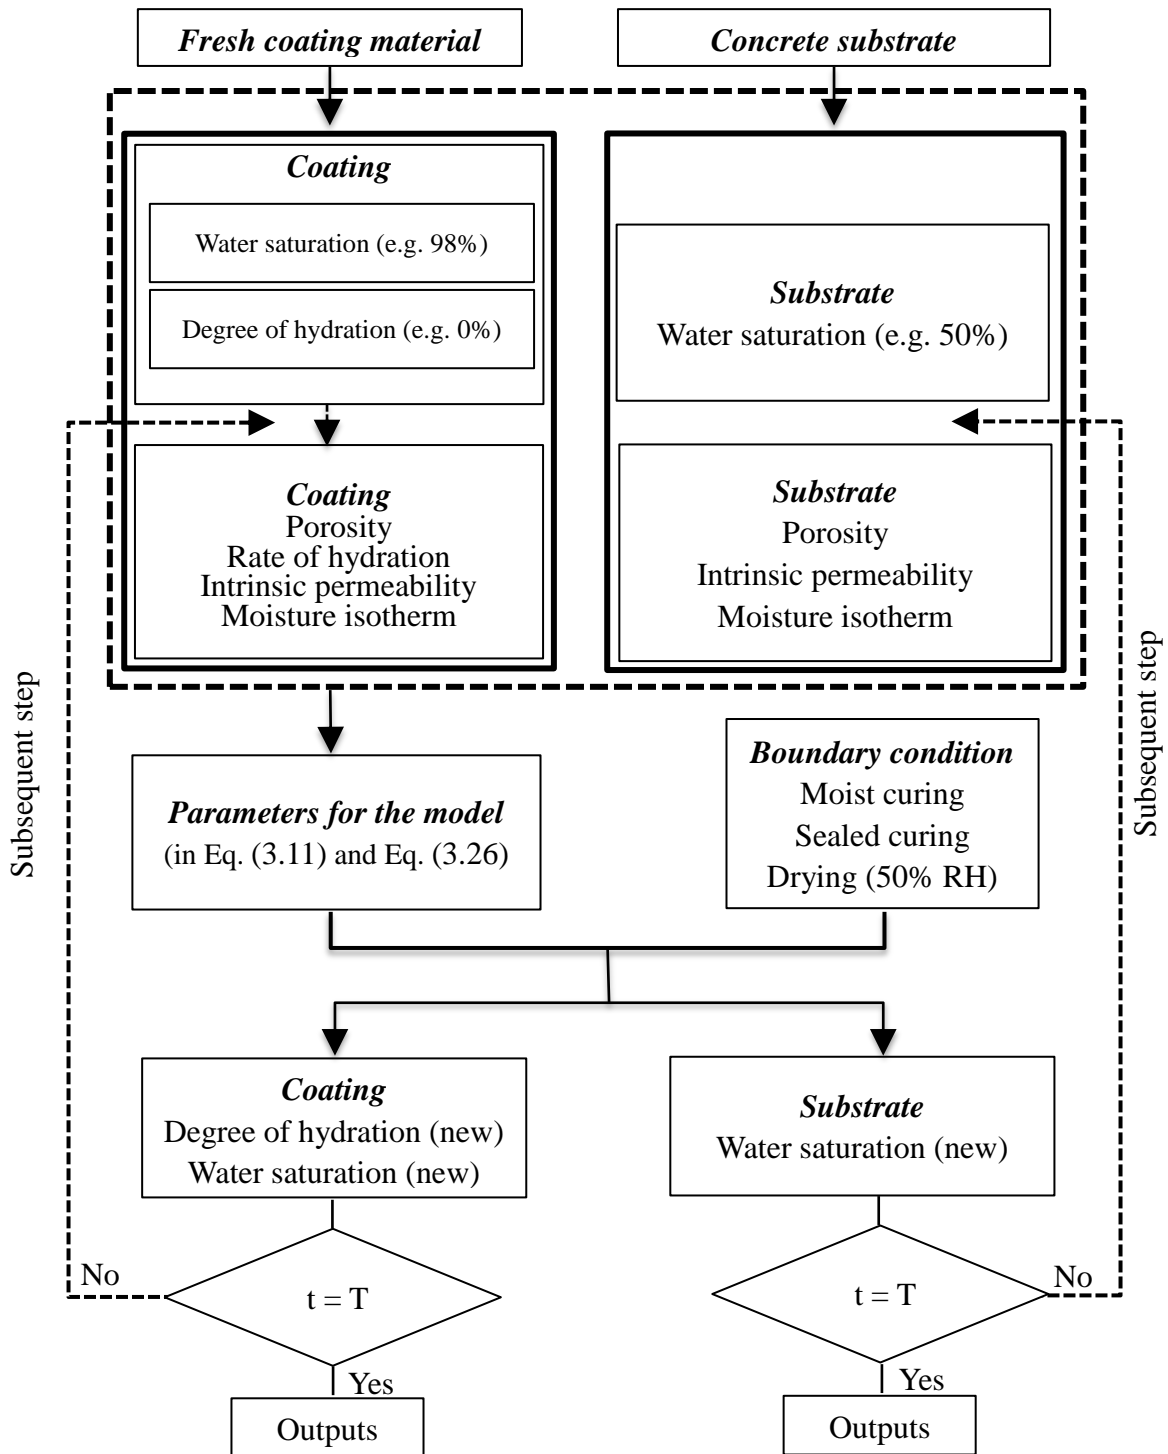 Fresh coating material
Concrete substrate
Coating
Water saturation (e.g. 98%)
Degree of hydration (e.g. 0%)
Substrate
Water saturation (e.g. 50%)
Coating
Porosity
Rate of hydration
Intrinsic permeability
Moisture isotherm
Substrate
Porosity
Intrinsic permeability
Moisture isotherm
Subsequent step
Subsequent step
Parameters for the model
(in Eq. (3.11) and Eq. (3.26)
Boundary condition
Moist curing
Sealed curing
Drying (50% RH)
Coating
Degree of hydration (new)
Water saturation (new)
Substrate
Water saturation (new)
No
t = T
Yes
Outputs
t = T
No
Yes
Outputs